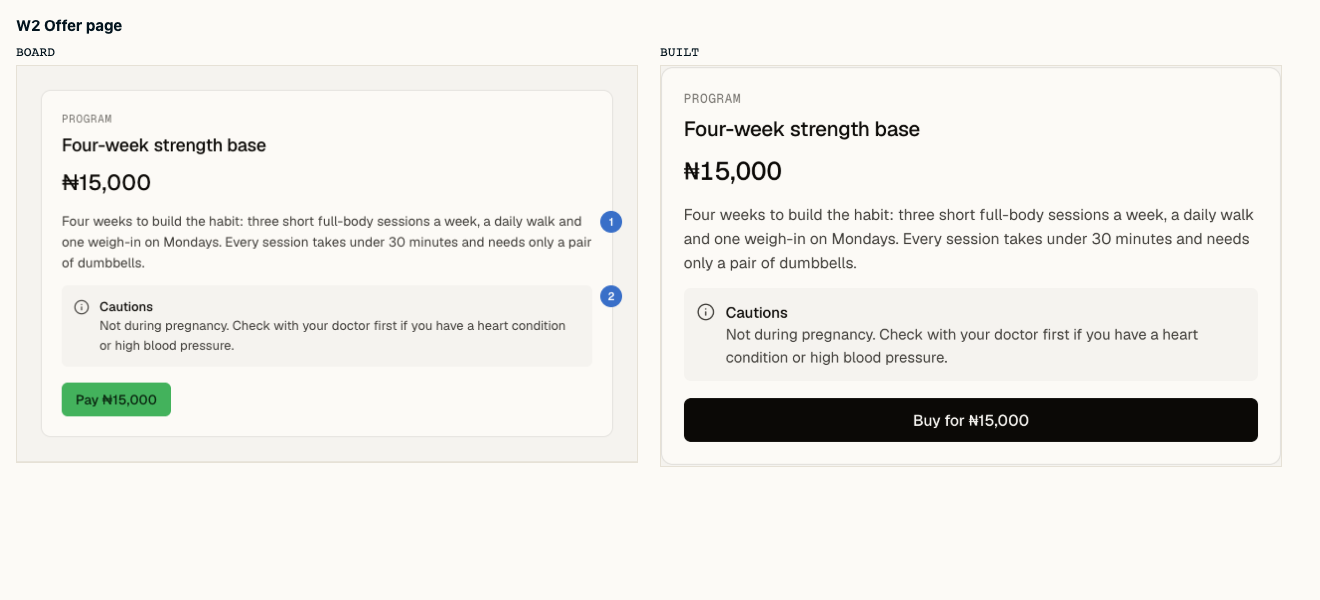 W2 Offer page
BOARD
PROGRAM
Four-week strength base
₦15,000
Four weeks to build the habit: three short full-body sessions a week, a daily walk and
one weigh-in on Mondays. Every session takes under 30 minutes and needs only a pair
of dumbbells.
1
Cautions
Not during pregnancy. Check with your doctor first if you have a heart condition
or high blood pressure.
2
Pay ₦15,000
BUILT
PROGRAM
Four-week strength base
₦15,000
Four weeks to build the habit: three short full-body sessions a week, a daily walk
and one weigh-in on Mondays. Every session takes under 30 minutes and needs
only a pair of dumbbells.
Cautions
Not during pregnancy. Check with your doctor first if you have a heart
condition or high blood pressure.
Buy for ₦15,000